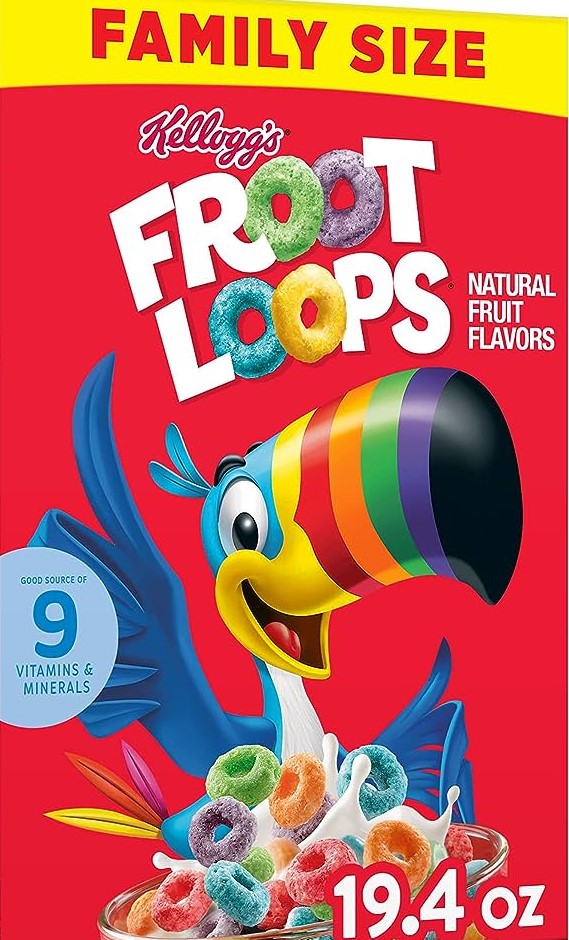 FAMILY SIZE
Kellogg's
FROOT
LOOPS
NATURAL
FRUIT
FLAVORS
GOOD SOURCE OF
9
VITAMINS &
MINERALS
19.4 OZ